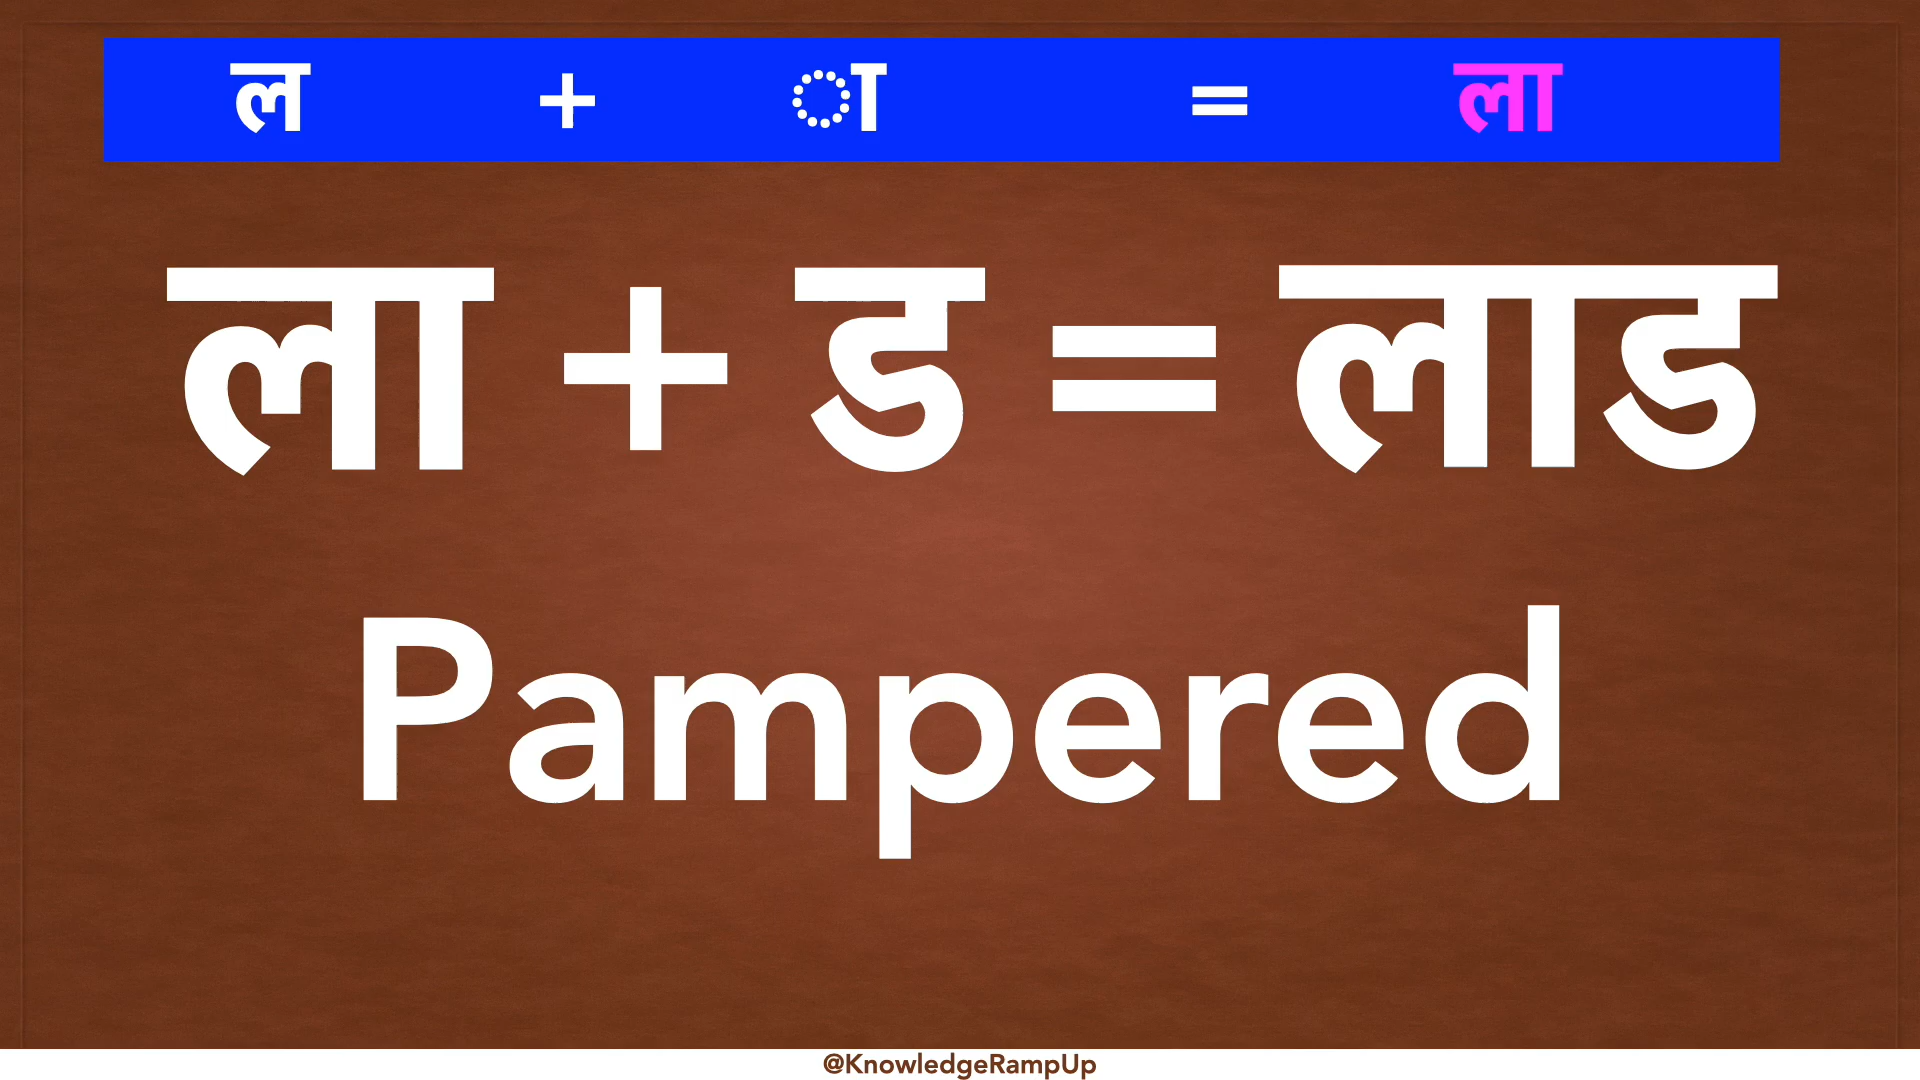 ल + ा = ला
ला + ड = लाड
Pampered
@KnowledgeRampUp